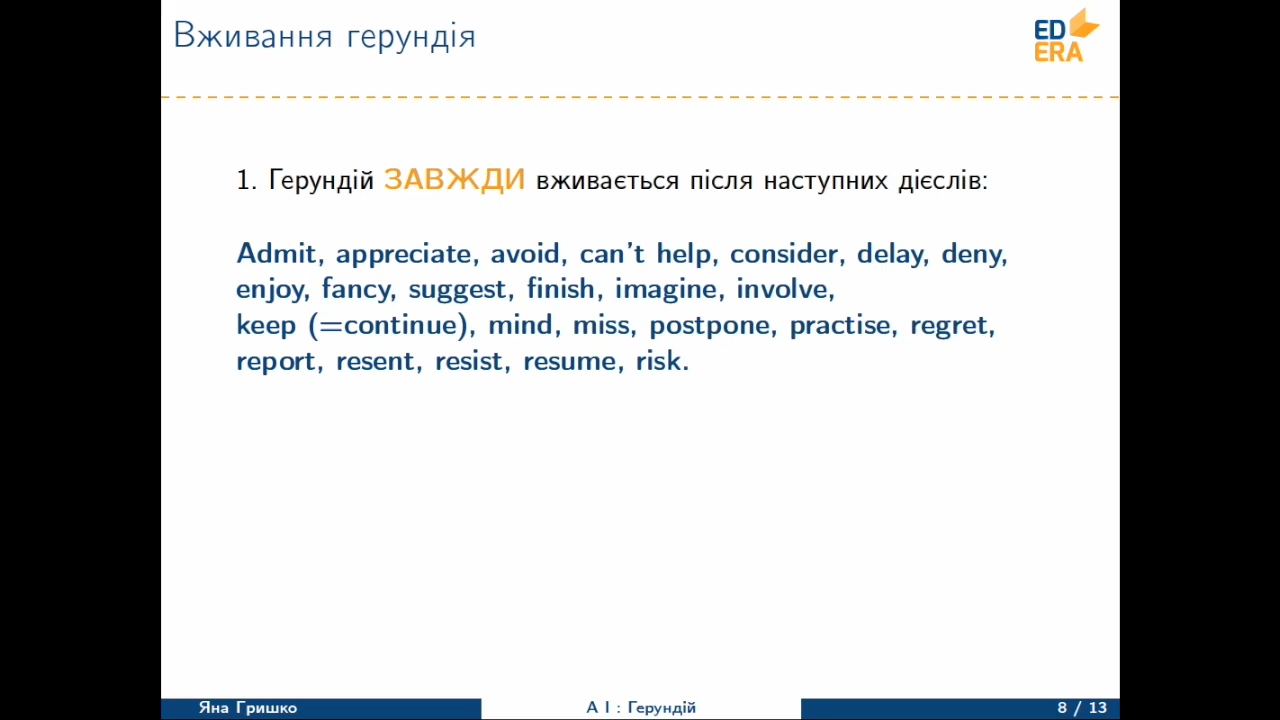 Вживання герундія
ED
ERA
1. Герундій ЗАВЖДИ вживається після наступних дієслів:
Admit, appreciate, avoid, can't help, consider, delay, deny,
enjoy, fancy, suggest, finish, imagine, involve,
keep (=continue), mind, miss, postpone, practise, regret,
report, resent, resist, resume, risk.
Яна Гришко
А І : Герундій
8 / 13